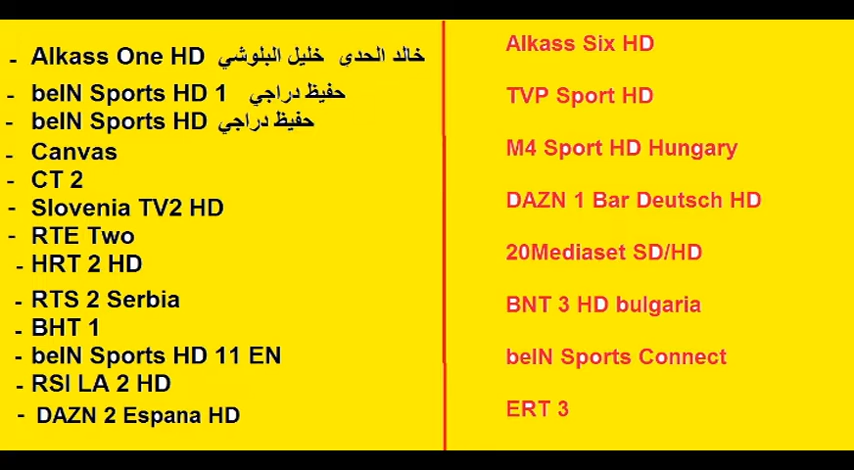 - Alkass One HD خالد الحدى خليل البلوشي
- beIN Sports HD 1 حفيظ دراجي
- beIN Sports HD حفيظ دراجي
- Canvas
- CT 2
- Slovenia TV2 HD
- RTE Two
- HRT 2 HD
- RTS 2 Serbia
- BHT 1
- beIN Sports HD 11 EN
- RSI LA 2 HD
- DAZN 2 Espana HD
Alkass Six HD
TVP Sport HD
M4 Sport HD Hungary
DAZN 1 Bar Deutsch HD
20Mediaset SD/HD
BNT 3 HD bulgaria
beIN Sports Connect
ERT 3